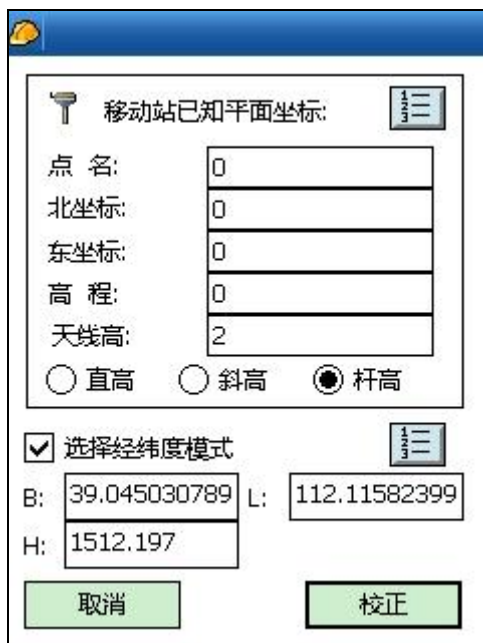 移动站已知平面坐标:
点 名: 0
北坐标: 0
东坐标: 0
高 程: 0
天线高: 2
直高 斜高 杆高
选择经纬度模式
B: 39.045030789 L: 112.11582399
H: 1512.197
取消 校正